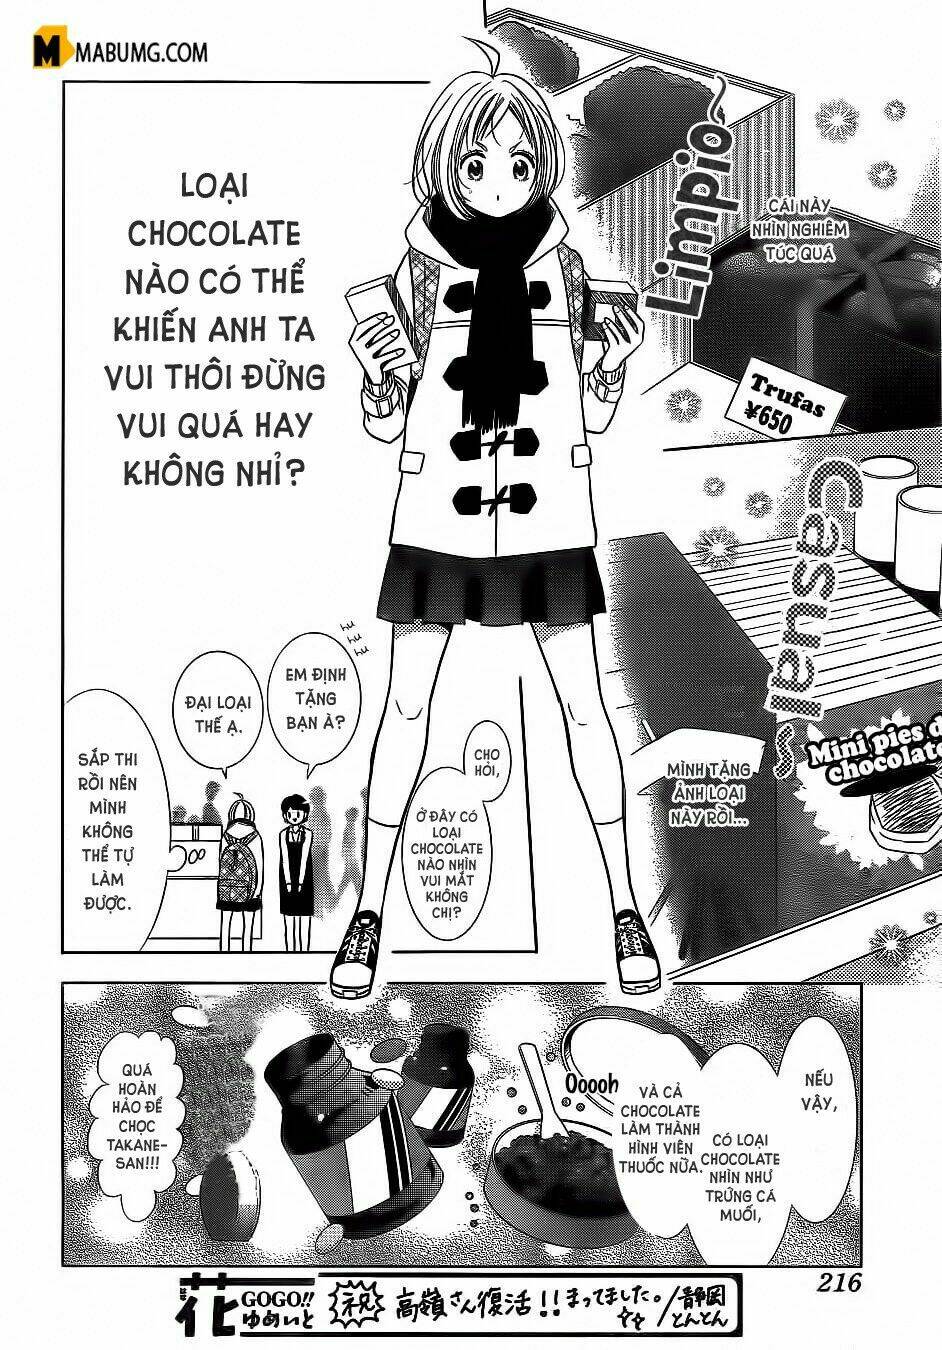 MABUMG.COM
LOẠI
CHOCOLATE
NÀO CÓ THỂ
KHIẾN ANH TA
VUI THÔI ĐỪNG
VUI QUÁ HAY
KHÔNG NHỈ?
Limpio~
CÁI NÀY
NHÌN NGHIÊM
TÚC QUÁ
Trufas
¥650
Casual~
Mini pies d
chocolate
MÌNH TẶNG
ẢNH LOẠI
NÀY RỒI...
CHO
HỎI,
Ở ĐÂY CÓ
LOẠI
CHOCOLATE
NÀO NHÌN
VUI MẮT
KHÔNG
CHỊ?
hu
hu
hu
EM ĐỊNH
TẶNG
BẠN À?
ĐẠI LOẠI
THẾ Ạ.
SẮP THI
RỒI NÊN
MÌNH
KHÔNG
THỂ TỰ
LÀM
ĐƯỢC.
NẾU
VẬY,
CÓ LOẠI
CHOCOLATE
NHÌN NHƯ
TRỨNG CÁ
MUỐI,
VÀ CẢ
CHOCOLATE
LÀM THÀNH
HÌNH VIÊN
THUỐC NỮA.
Ooooh
QUÁ
HOÀN
HẢO ĐỂ
CHỌC
TAKANE-
SAN!!!
216
花
GOGO!!
ゆめいと
祝
高嶺さん復活!!まってました。
静岡
とんとん